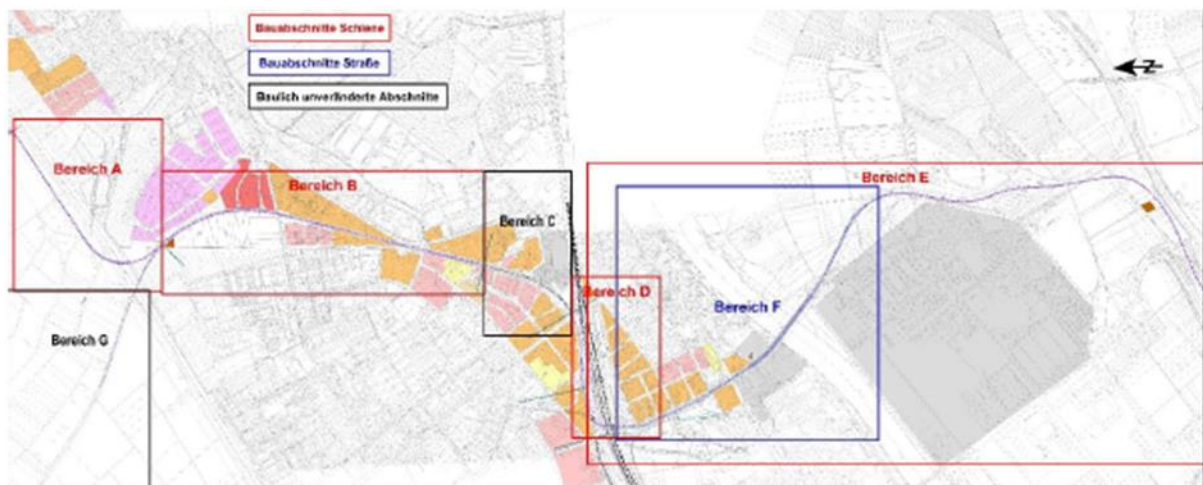 Bauabschnitte Schiene
Bauabschnitte Straße
Baulich unveränderte Abschnitte
Z
Bereich A
Bereich B
Bereich C
Bereich E
Bereich D
Bereich F
Bereich G